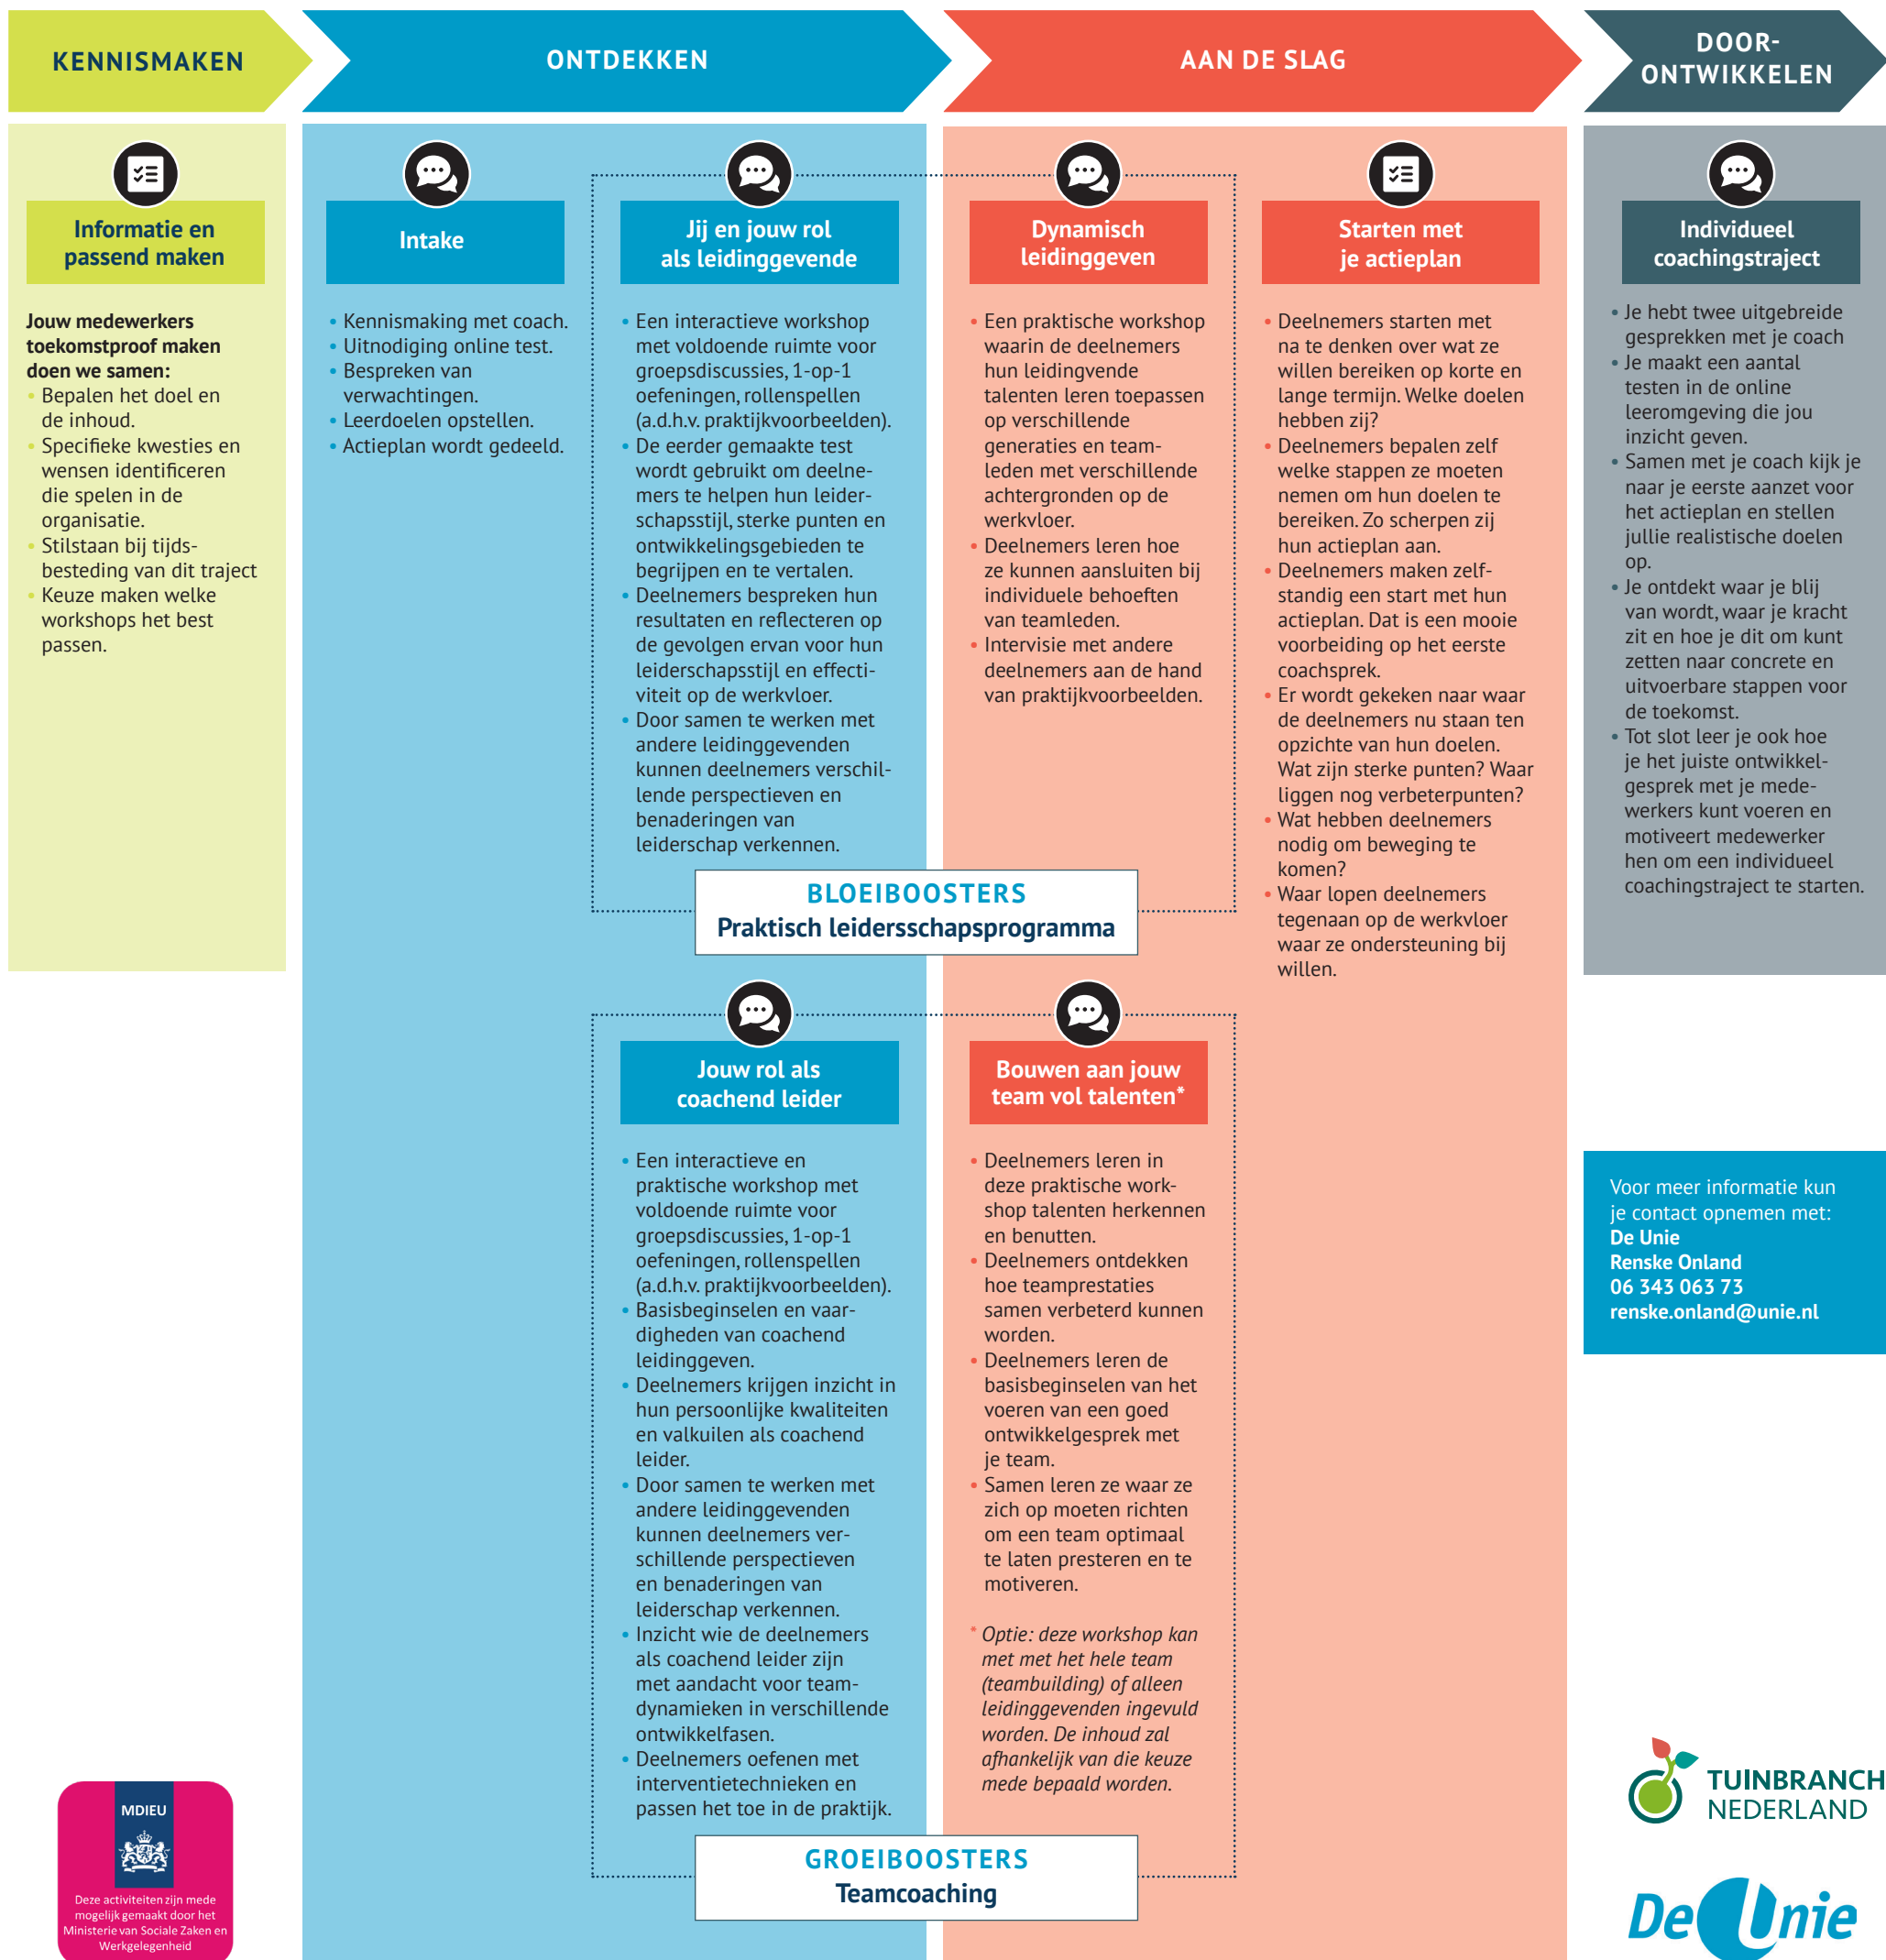 KENNISMAKEN
ONTDEKKEN
AAN DE SLAG
DOOR-
ONTWIKKELEN
Informatie en
passend maken
Jouw medewerkers
toekomstproof maken
doen we samen:
• Bepalen het doel en
de inhoud.
• Specifieke kwesties en
wensen identificeren
die spelen in de
organisatie.
• Stilstaan bij tijds-
besteding van dit traject
• Keuze maken welke
workshops het best
passen.
Intake
• Kennismaking met coach.
• Uitnodiging online test.
• Bespreken van
verwachtingen.
• Leerdoelen opstellen.
• Actieplan wordt gedeeld.
Jij en jouw rol
als leidinggevende
• Een interactieve workshop
met voldoende ruimte voor
groepsdiscussies, 1-op-1
oefeningen, rollenspellen
(a.d.h.v. praktijkvoorbeelden).
• De eerder gemaakte test
wordt gebruikt om deelne-
mers te helpen hun leider-
schapsstijl, sterke punten en
ontwikkelingsgebieden te
begrijpen en te vertalen.
• Deelnemers bespreken hun
resultaten en reflecteren op
de gevolgen ervan voor hun
leiderschapsstijl en effecti-
viteit op de werkvloer.
• Door samen te werken met
andere leidinggevenden
kunnen deelnemers verschil-
lende perspectieven en
benaderingen van
leiderschap verkennen.
Dynamisch
leidinggeven
• Een praktische workshop
waarin de deelnemers
hun leidingvende
talenten leren toepassen
op verschillende
generaties en team-
leden met verschillende
achtergronden op de
werkvloer.
• Deelnemers leren hoe
ze kunnen aansluiten bij
individuele behoeften
van teamleden.
• Intervisie met andere
deelnemers aan de hand
van praktijkvoorbeelden.
BLOEIBOOSTERS
Praktisch leidersschapsprogramma
Starten met
je actieplan
• Deelnemers starten met
na te denken over wat ze
willen bereiken op korte en
lange termijn. Welke doelen
hebben zij?
• Deelnemers bepalen zelf
welke stappen ze moeten
nemen om hun doelen te
bereiken. Zo scherpen zij
hun actieplan aan.
• Deelnemers maken zelf-
standig een start met hun
actieplan. Dat is een mooie
voorbeiding op het eerste
coachsprek.
• Er wordt gekeken naar waar
de deelnemers nu staan ten
opzichte van hun doelen.
Wat zijn sterke punten? Waar
liggen nog verbeterpunten?
• Wat hebben deelnemers
nodig om beweging te
komen?
• Waar lopen deelnemers
tegenaan op de werkvloer
waar ze ondersteuning bij
willen.
Individueel
coachingstraject
• Je hebt twee uitgebreide
gesprekken met je coach
• Je maakt een aantal
testen in de online
leeromgeving die jou
inzicht geven.
• Samen met je coach kijk je
naar je eerste aanzet voor
het actieplan en stellen
jullie realistische doelen
op.
• Je ontdekt waar je blij
van wordt, waar je kracht
zit en hoe je dit om kunt
zetten naar concrete en
uitvoerbare stappen voor
de toekomst.
• Tot slot leer je ook hoe
je het juiste ontwikkel-
gesprek met je mede-
werkers kunt voeren en
motiveert medewerker
hen om een individueel
coachingstraject te starten.
Jouw rol als
coachend leider
• Een interactieve en
praktische workshop met
voldoende ruimte voor
groepsdiscussies, 1-op-1
oefeningen, rollenspellen
(a.d.h.v. praktijkvoorbeelden).
• Basisbeginselen en vaar-
digheden van coachend
leidinggeven.
• Deelnemers krijgen inzicht in
hun persoonlijke kwaliteiten
en valkuilen als coachend
leider.
• Door samen te werken met
andere leidinggevenden
kunnen deelnemers ver-
schillende perspectieven
en benaderingen van
leiderschap verkennen.
• Inzicht wie de deelnemers
als coachend leider zijn
met aandacht voor team-
dynamieken in verschillende
ontwikkelfasen.
• Deelnemers oefenen met
interventietechnieken en
passen het toe in de praktijk.
Bouwen aan jouw
team vol talenten*
• Deelnemers leren in
deze praktische work-
shop talenten herkennen
en benutten.
• Deelnemers ontdekken
hoe teamprestaties
samen verbeterd kunnen
worden.
• Deelnemers leren de
basisbeginselen van het
voeren van een goed
ontwikkelgesprek met
je team.
• Samen leren ze waar ze
zich op moeten richten
om een team optimaal
te laten presteren en te
motiveren.
* Optie: deze workshop kan
met met het hele team
(teambuilding) of alleen
leidinggevenden ingevuld
worden. De inhoud zal
afhankelijk van die keuze
mede bepaald worden.
GROEIBOOSTERS
Teamcoaching
Voor meer informatie kun
je contact opnemen met:
De Unie
Renske Onland
06 343 063 73
renske.onland@unie.nl
MDIEU
Deze activiteiten zijn mede
mogelijk gemaakt door het
Ministerie van Sociale Zaken en
Werkgelegenheid
TUINBRANCH
NEDERLAND
De Unie